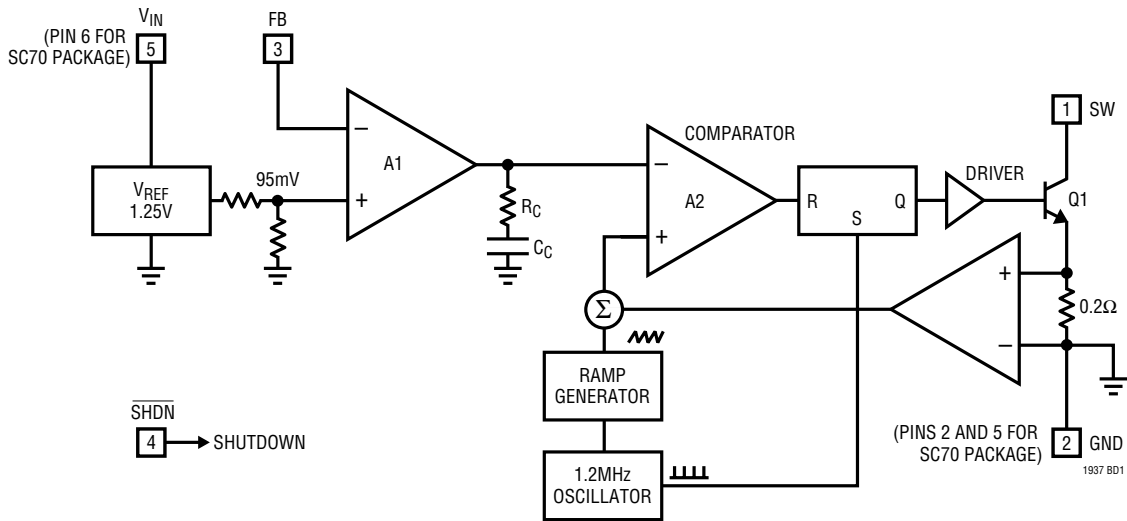 VIN
(PIN 6 FOR
SC70 PACKAGE)
5
FB
3
VREF
1.25V
95mV
−
+
A1
RC
CC
COMPARATOR
−
+
A2
R
S
Q
DRIVER
1
SW
Q1
+
−
0.2Ω
Σ
RAMP
GENERATOR
1.2MHz
OSCILLATOR
SHDN
4
SHUTDOWN
(PINS 2 AND 5 FOR
SC70 PACKAGE)
2
GND
1937 BD1